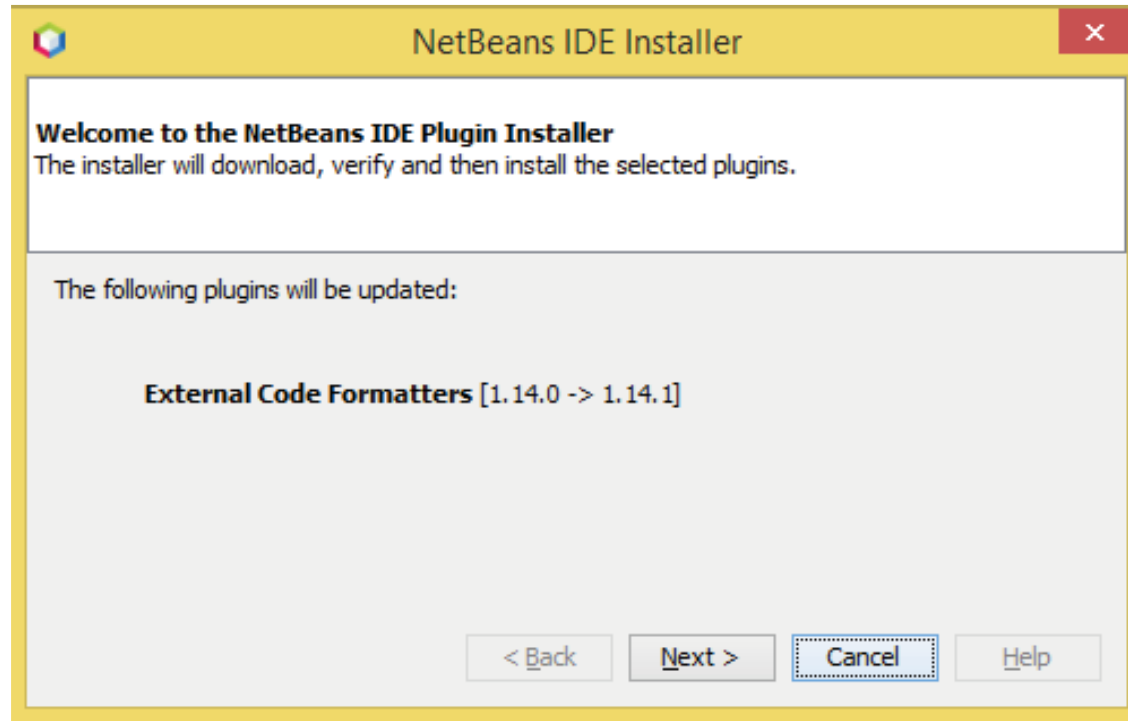 NetBeans IDE Installer
Welcome to the NetBeans IDE Plugin Installer
The installer will download, verify and then install the selected plugins.
The following plugins will be updated:
External Code Formatters [1.14.0 -> 1.14.1]
< Back Next > Cancel Help